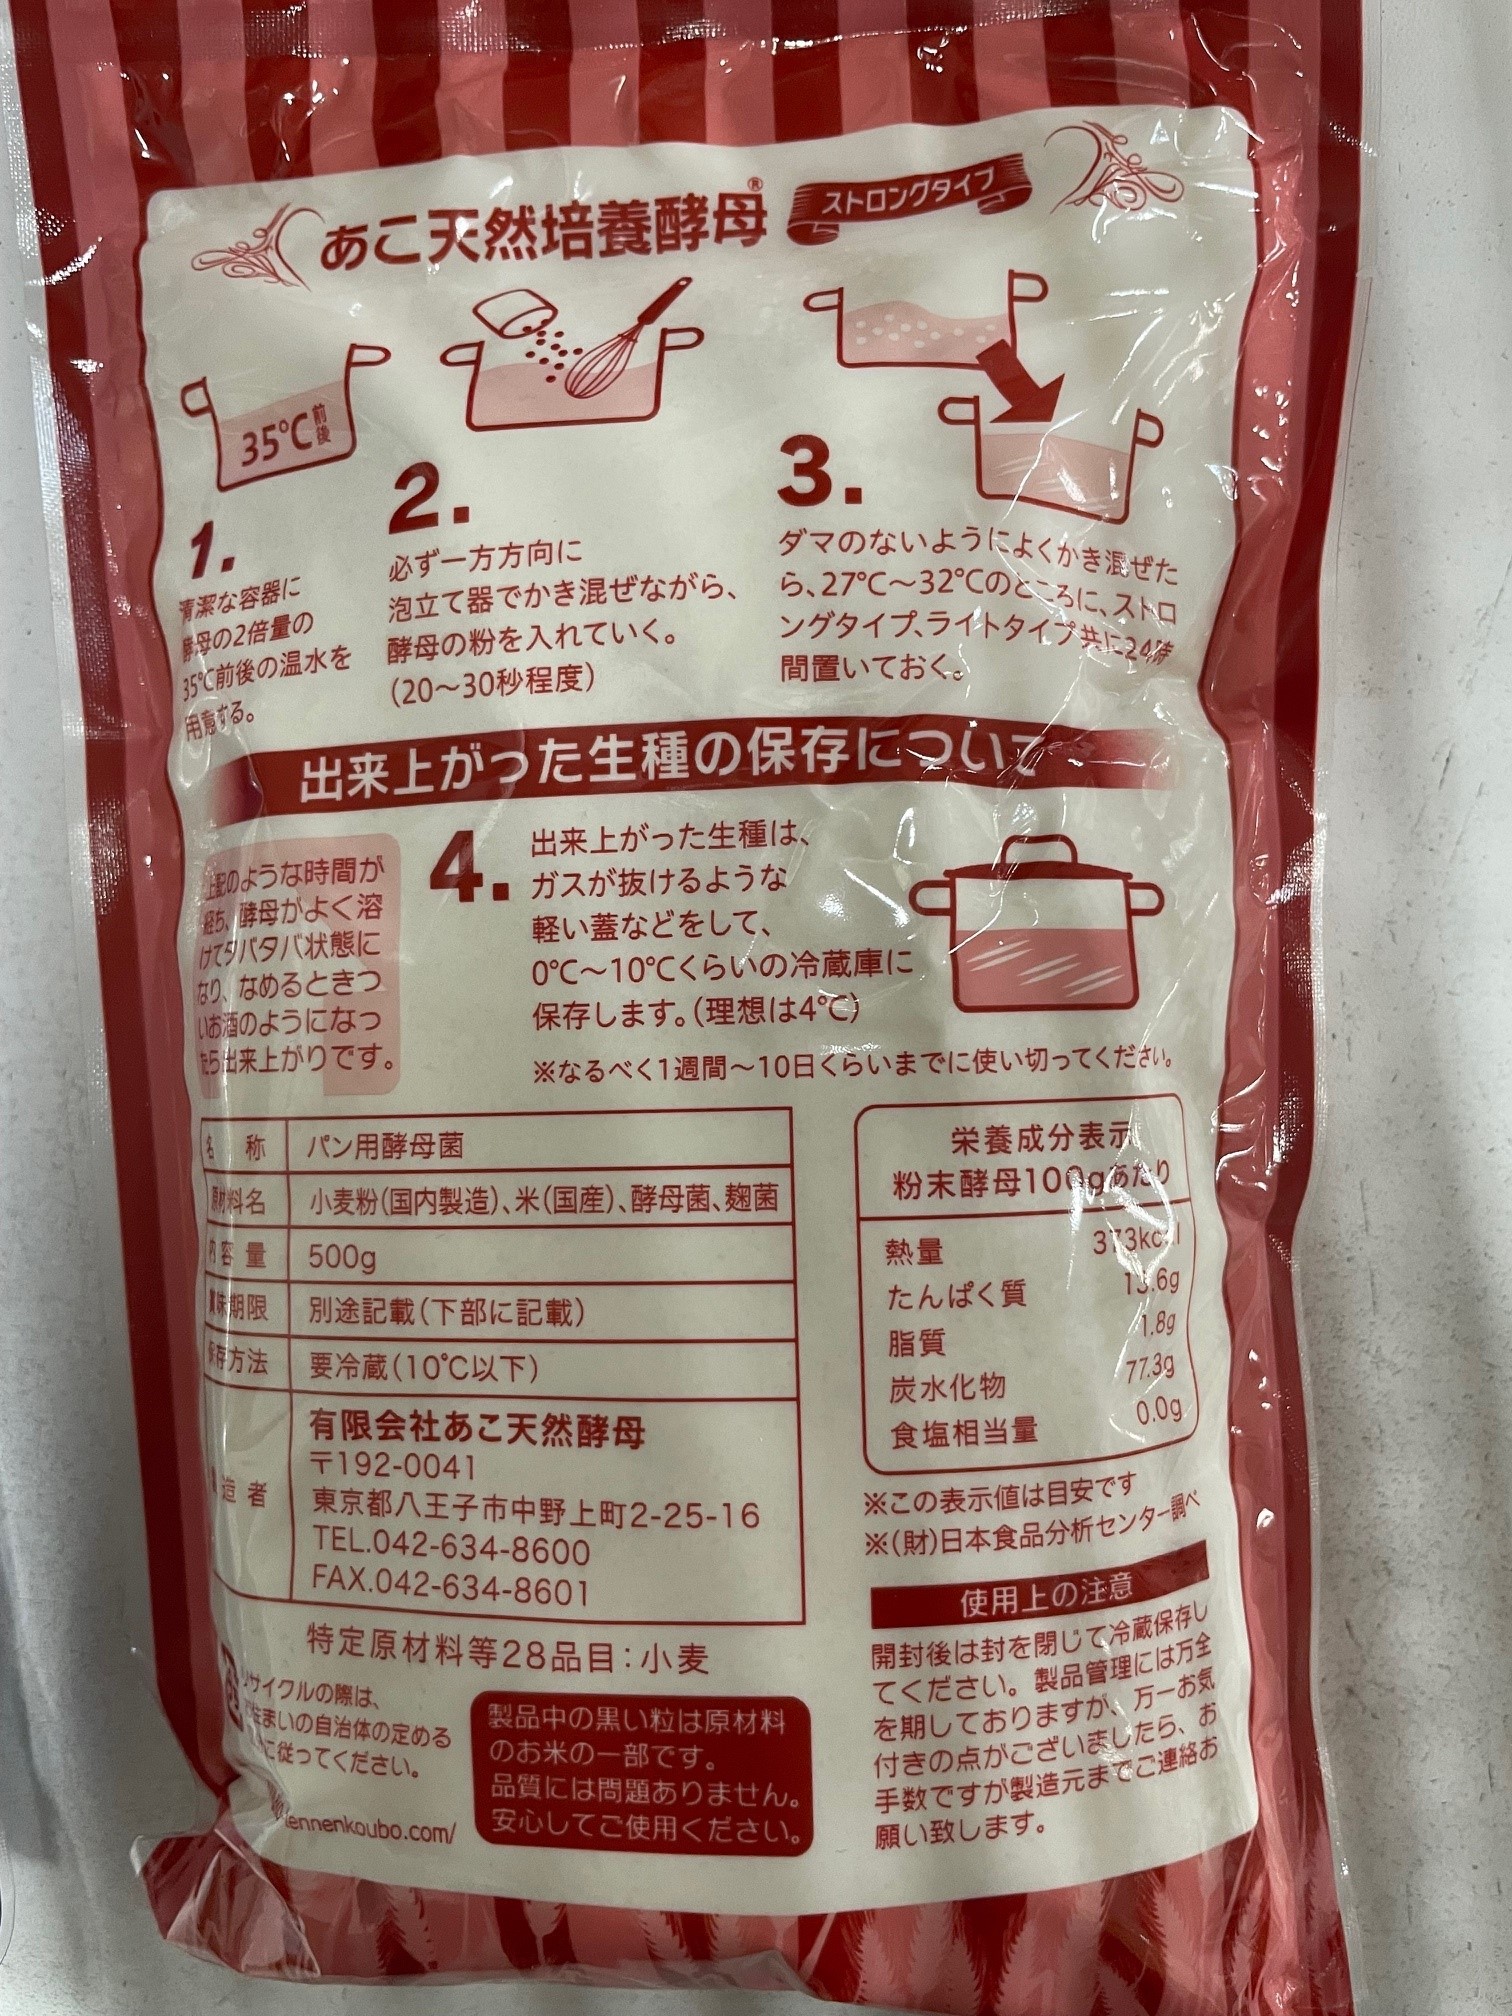 あこ天然培養酵母®
ストロングタイプ
35℃前後
1.
清潔な容器に
酵母の2倍量の
35℃前後の温水を
用意する。
2.
必ず一方方向に
泡立て器でかき混ぜながら、
酵母の粉を入れていく。
(20〜30秒程度)
3.
ダマのないようによくかき混ぜた
ら、27℃〜32℃のところに、ストロ
ングタイプ、ライトタイプ共に24時
間置いておく。
出来上がった生種の保存について
上記のような時間が
経ち、酵母がよく溶
けてタバタバ状態に
なり、なめるときつ
いお酒のようになっ
たら出来上がりです。
4.
出来上がった生種は、
ガスが抜けるような
軽い蓋などをして、
0℃〜10℃くらいの冷蔵庫に
保存します。(理想は4℃)
※なるべく1週間〜10日くらいまでに使い切ってください。
名 称 パン用酵母菌
原材料名 小麦粉(国内製造)、米(国産)、酵母菌、麹菌
内容量 500g
賞味期限 別途記載(下部に記載)
保存方法 要冷蔵(10℃以下)
製造者
有限会社あこ天然酵母
〒192-0041
東京都八王子市中野上町2-25-16
TEL.042-634-8600
FAX.042-634-8601
特定原材料等28品目:小麦
栄養成分表示
粉末酵母100gあたり
熱量 373kcal
たんぱく質 13.6g
脂質 1.8g
炭水化物 77.3g
食塩相当量 0.0g
※この表示値は目安です
※(財)日本食品分析センター調べ
使用上の注意
開封後は封を閉じて冷蔵保存し
てください。製品管理には万全
を期しておりますが、万一お気
付きの点がございましたら、お
手数ですが製造元までご連絡お
願い致します。
リサイクルの際は、
お住まいの自治体の定める
に従ってください。
tennenkoubo.com/
製品中の黒い粒は原材料
のお米の一部です。
品質には問題ありません。
安心してご使用ください。